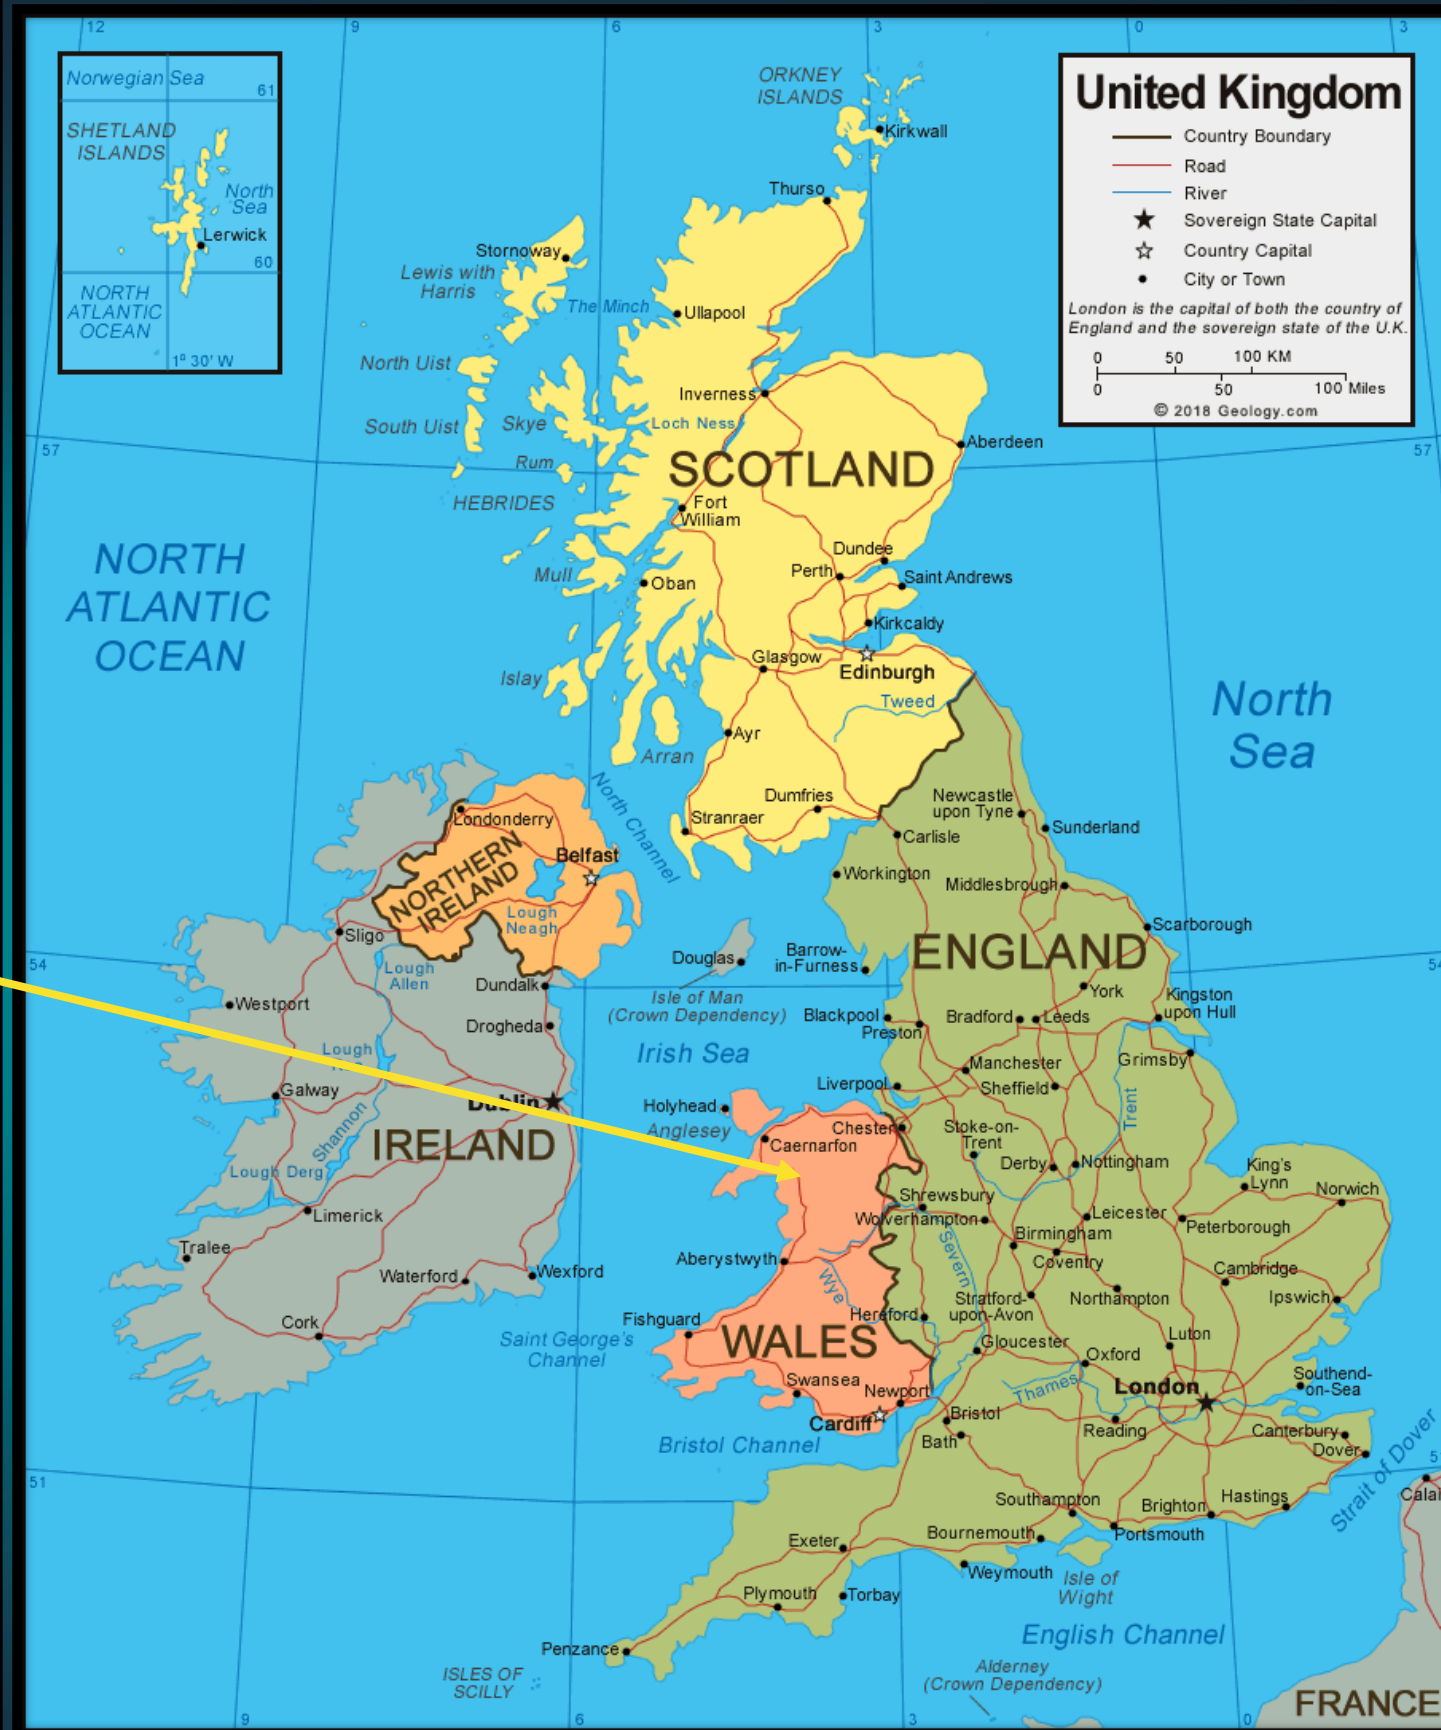 12
9
6
3
0
3
Norwegian Sea
61
SHETLAND
ISLANDS
North
Sea
Lerwick
60
NORTH
ATLANTIC
OCEAN
1° 30' W
ORKNEY
ISLANDS
Kirkwall
United Kingdom
Country Boundary
Road
River
Sovereign State Capital
Country Capital
City or Town
London is the capital of both the country of
England and the sovereign state of the U.K.
0 50 100 KM
0 50 100 Miles
© 2018 Geology.com
Thurso
Stornoway
Lewis with
Harris
The Minch
Ullapool
North Uist
Inverness
South Uist
Skye
Loch Ness
Aberdeen
57
57
Rum
SCOTLAND
HEBRIDES
Fort
William
NORTH
ATLANTIC
OCEAN
Dundee
Perth
Mull
Oban
Saint Andrews
Kirkcaldy
Glasgow
Edinburgh
Islay
Tweed
North
Sea
Ayr
Arran
North Channel
Londonderry
Dumfries
Stranraer
Newcastle
upon Tyne
Sunderland
Carlisle
NORTHERN
IRELAND
Belfast
Workington
Middlesbrough
Lough
Neagh
Sligo
Scarborough
ENGLAND
Douglas
Barrow-
in-Furness
54
54
Lough
Allen
Dundalk
Isle of Man
(Crown Dependency)
York
Kingston
upon Hull
Westport
Drogheda
Blackpool
Preston
Bradford
Leeds
Irish Sea
Lough
Manchester
Grimsby
Liverpool
Sheffield
Galway
Dublin
Holyhead
Anglesey
Trent
Shannon
IRELAND
Caernarfon
Chester
Stoke-on-
Trent
Derby
Nottingham
Lough Derg
King's
Lynn
Norwich
Shrewsbury
Limerick
Wolverhampton
Leicester
Peterborough
Birmingham
Tralee
Coventry
Aberystwyth
Severn
Waterford
Wexford
Cambridge
Wye
Stratford-
upon-Avon
Northampton
Ipswich
Hereford
Fishguard
Cork
Saint George's
Channel
WALES
Gloucester
Luton
Oxford
Swansea
Newport
Thames
London
Southend-
on-Sea
Cardiff
Bristol
Reading
Canterbury
Bath
Dover
Bristol Channel
Strait of Dover
51
5
Calai
Southampton
Brighton
Hastings
Exeter
Bournemouth
Portsmouth
Weymouth
Isle of
Wight
Plymouth
Torbay
English Channel
Penzance
ISLES OF
SCILLY
Alderney
(Crown Dependency)
FRANCE
9
6
3
0